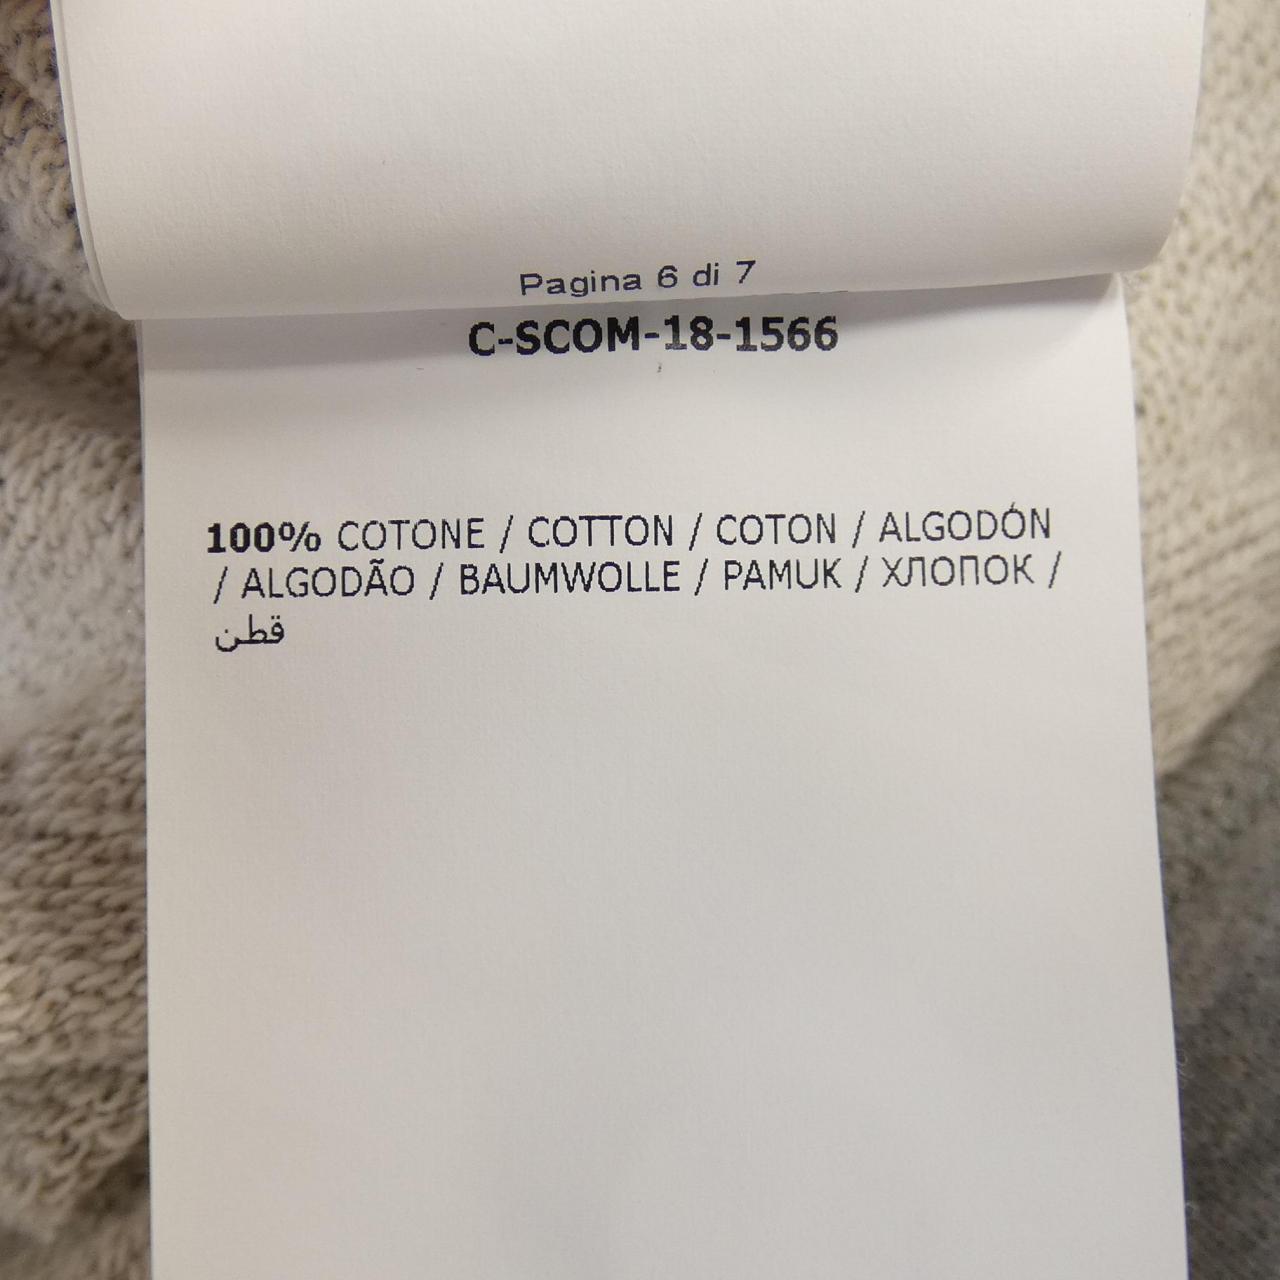 Pagina 6 di 7
C-SCOM-18-1566
100% COTONE / COTTON / COTON / ALGODÓN
/ ALGODÃO / BAUMWOLLE / PAMUK / ХЛОПОК /
قطن